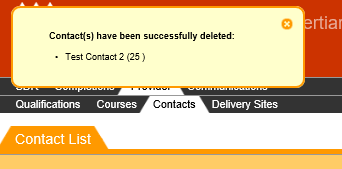 Contact(s) have been successfully deleted:
Test Contact 2 (25 )
Qualifications Courses Contacts Delivery Sites
Contact List